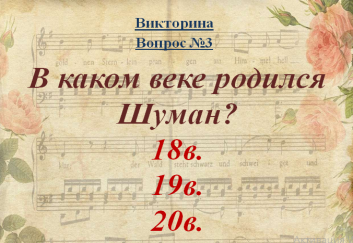 Викторина
Вопрос №3
В каком веке родился
Шуман?
18в.
19в.
20в.